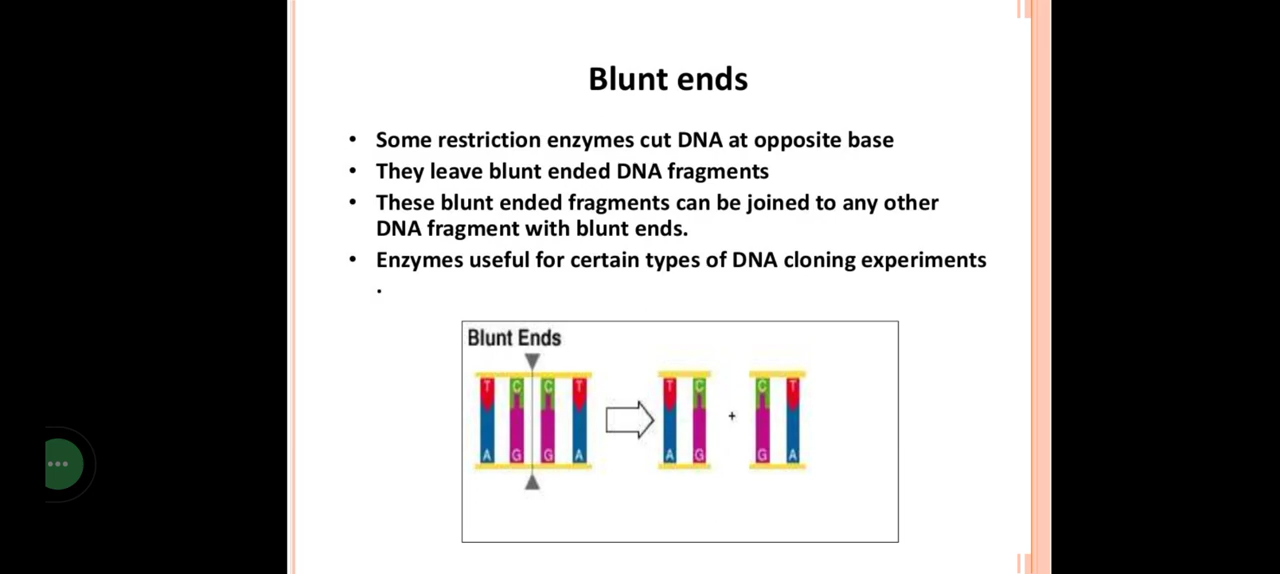 Blunt ends
• Some restriction enzymes cut DNA at opposite base
• They leave blunt ended DNA fragments
• These blunt ended fragments can be joined to any other
DNA fragment with blunt ends.
• Enzymes useful for certain types of DNA cloning experiments
.
Blunt Ends
T C C T T C + C T
A G G A A G G A